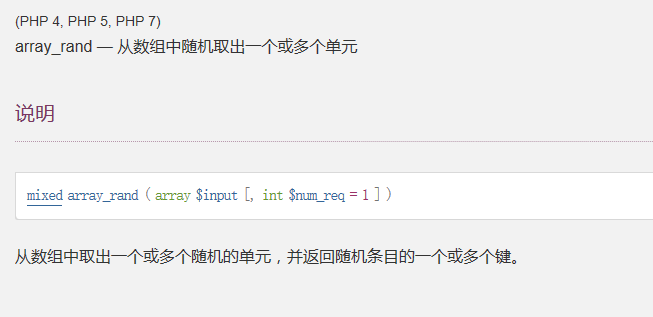 (PHP 4, PHP 5, PHP 7)
array_rand — 从数组中随机取出一个或多个单元
说明
mixed array_rand ( array $input [, int $num_req = 1 ] )
从数组中取出一个或多个随机的单元，并返回随机条目的一个或多个键。